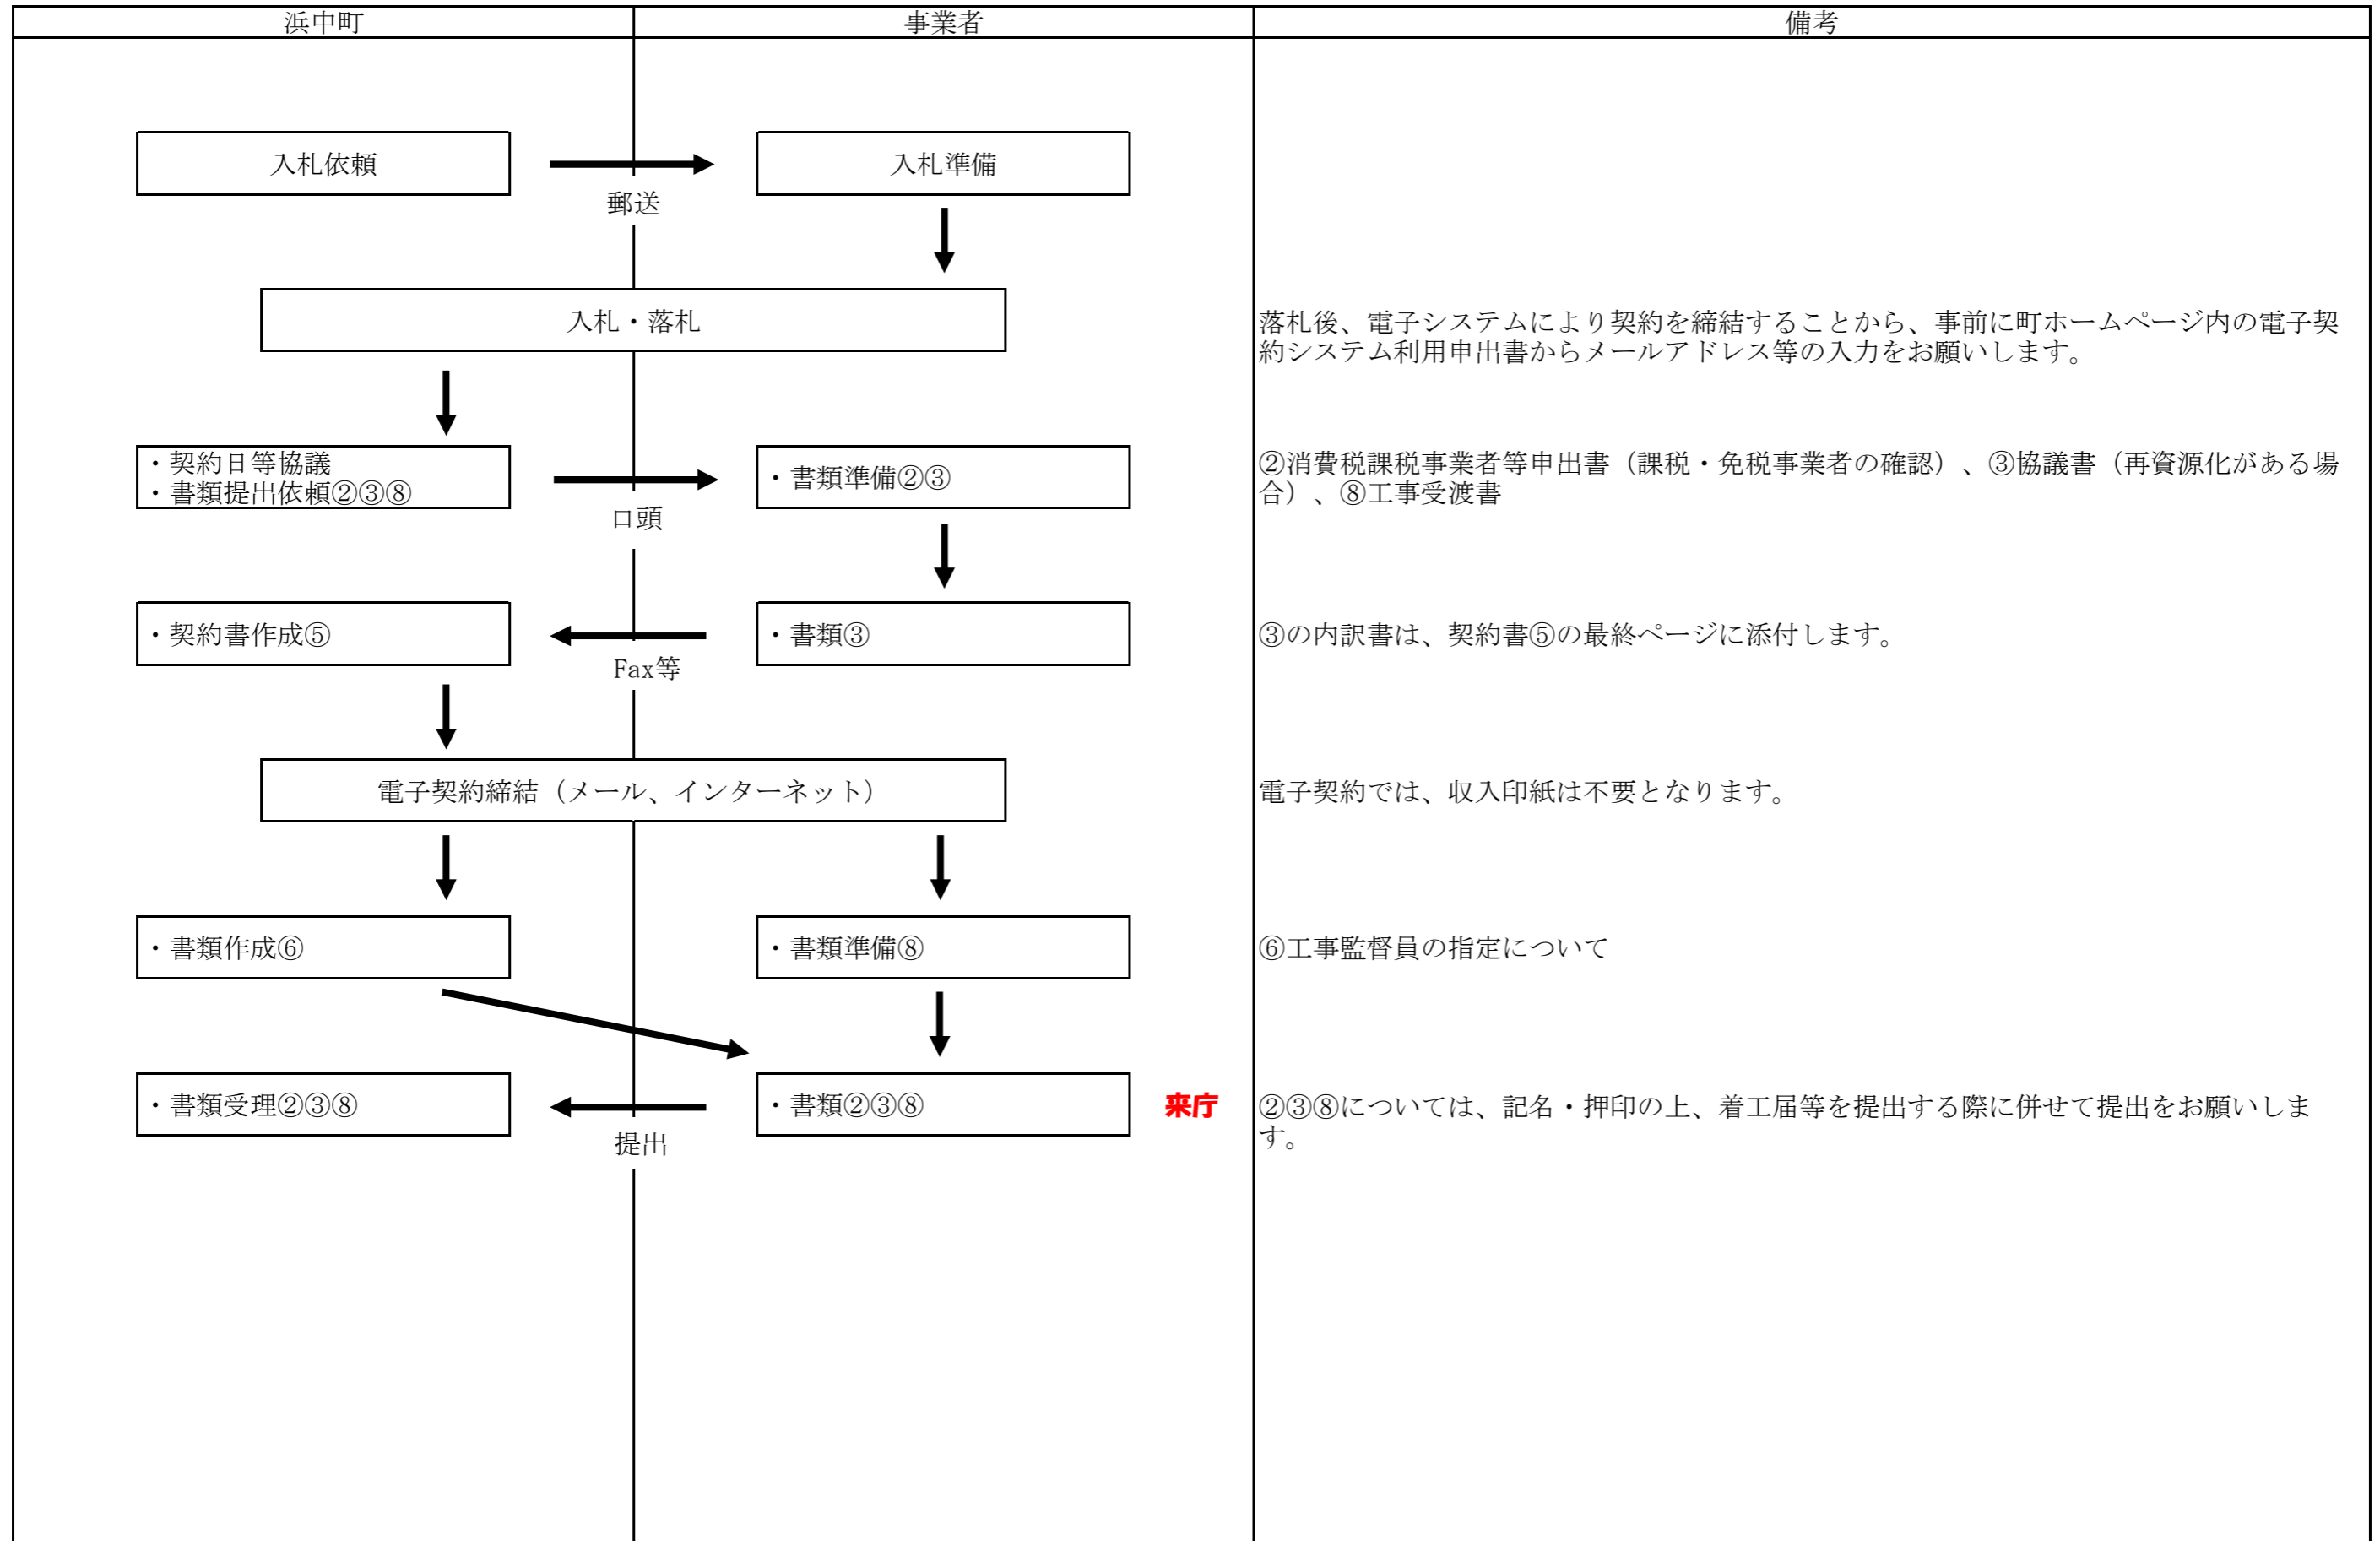 浜中町
事業者
備考
入札依頼
入札準備
郵送
入札・落札
落札後、電子システムにより契約を締結することから、事前に町ホームページ内の電子契
約システム利用申出書からメールアドレス等の入力をお願いします。
・契約日等協議
・書類提出依頼②③⑧
・書類準備②③
口頭
②消費税課税事業者等申出書（課税・免税事業者の確認）、③協議書（再資源化がある場
合）、⑧工事受渡書
・契約書作成⑤
・書類③
Fax等
③の内訳書は、契約書⑤の最終ページに添付します。
電子契約締結（メール、インターネット）
電子契約では、収入印紙は不要となります。
・書類作成⑥
・書類準備⑧
⑥工事監督員の指定について
・書類受理②③⑧
・書類②③⑧
提出
来庁
②③⑧については、記名・押印の上、着工届等を提出する際に併せて提出をお願いしま
す。